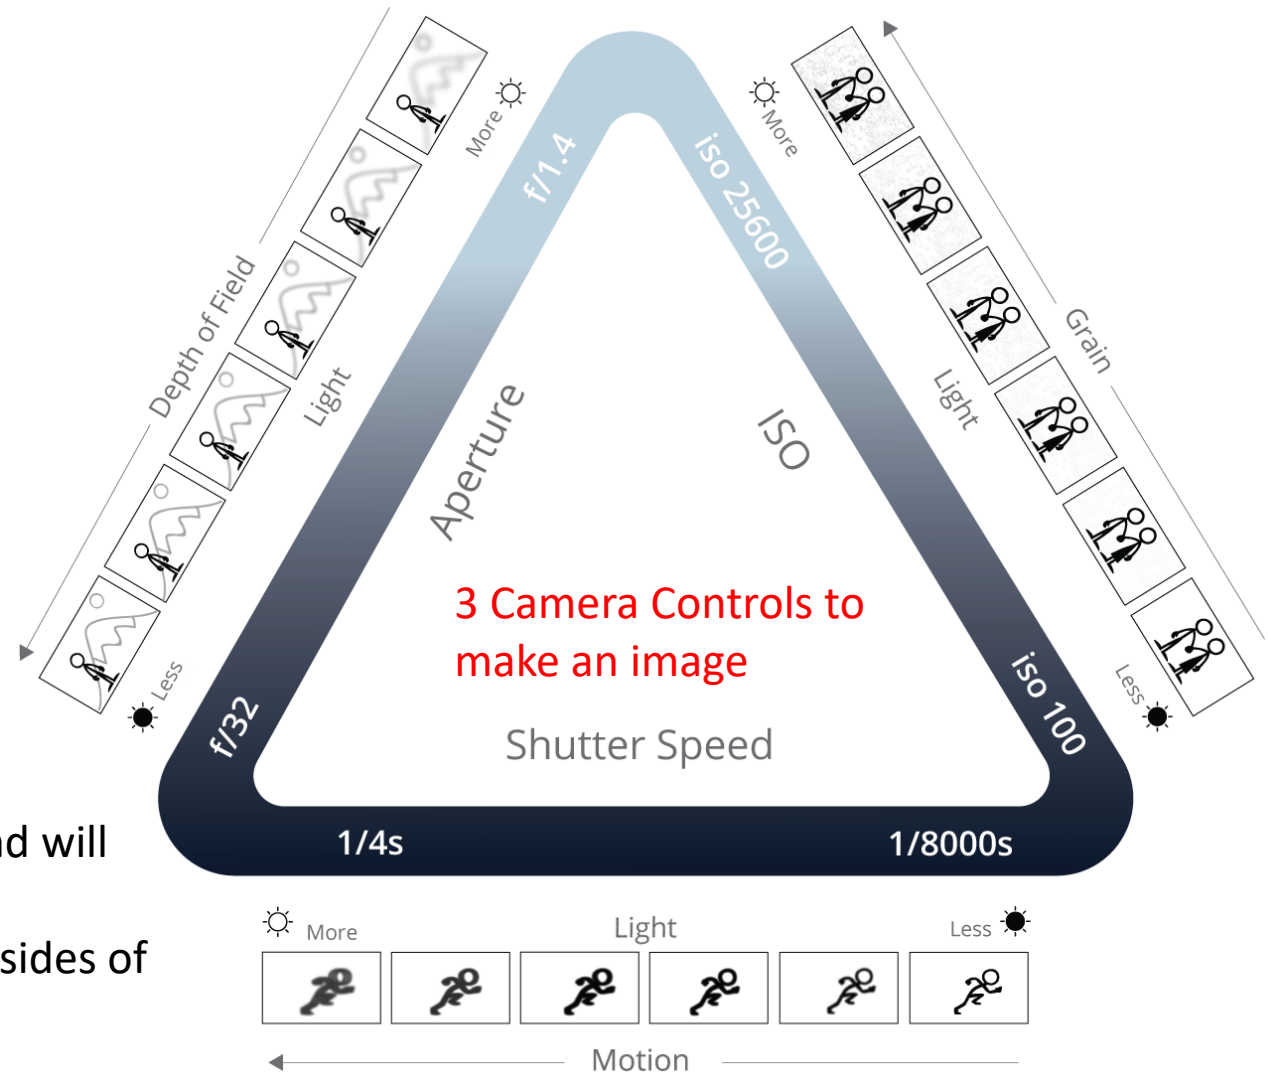 More
More
f/1.4
iso 25600
Depth of Field
Light
Aperture
ISO
Light
Grain
3 Camera Controls to
make an image
Less
f/32
iso 100
Less
Shutter Speed
nd will
1/4s
1/8000s
More
Light
Less
sides of
Motion